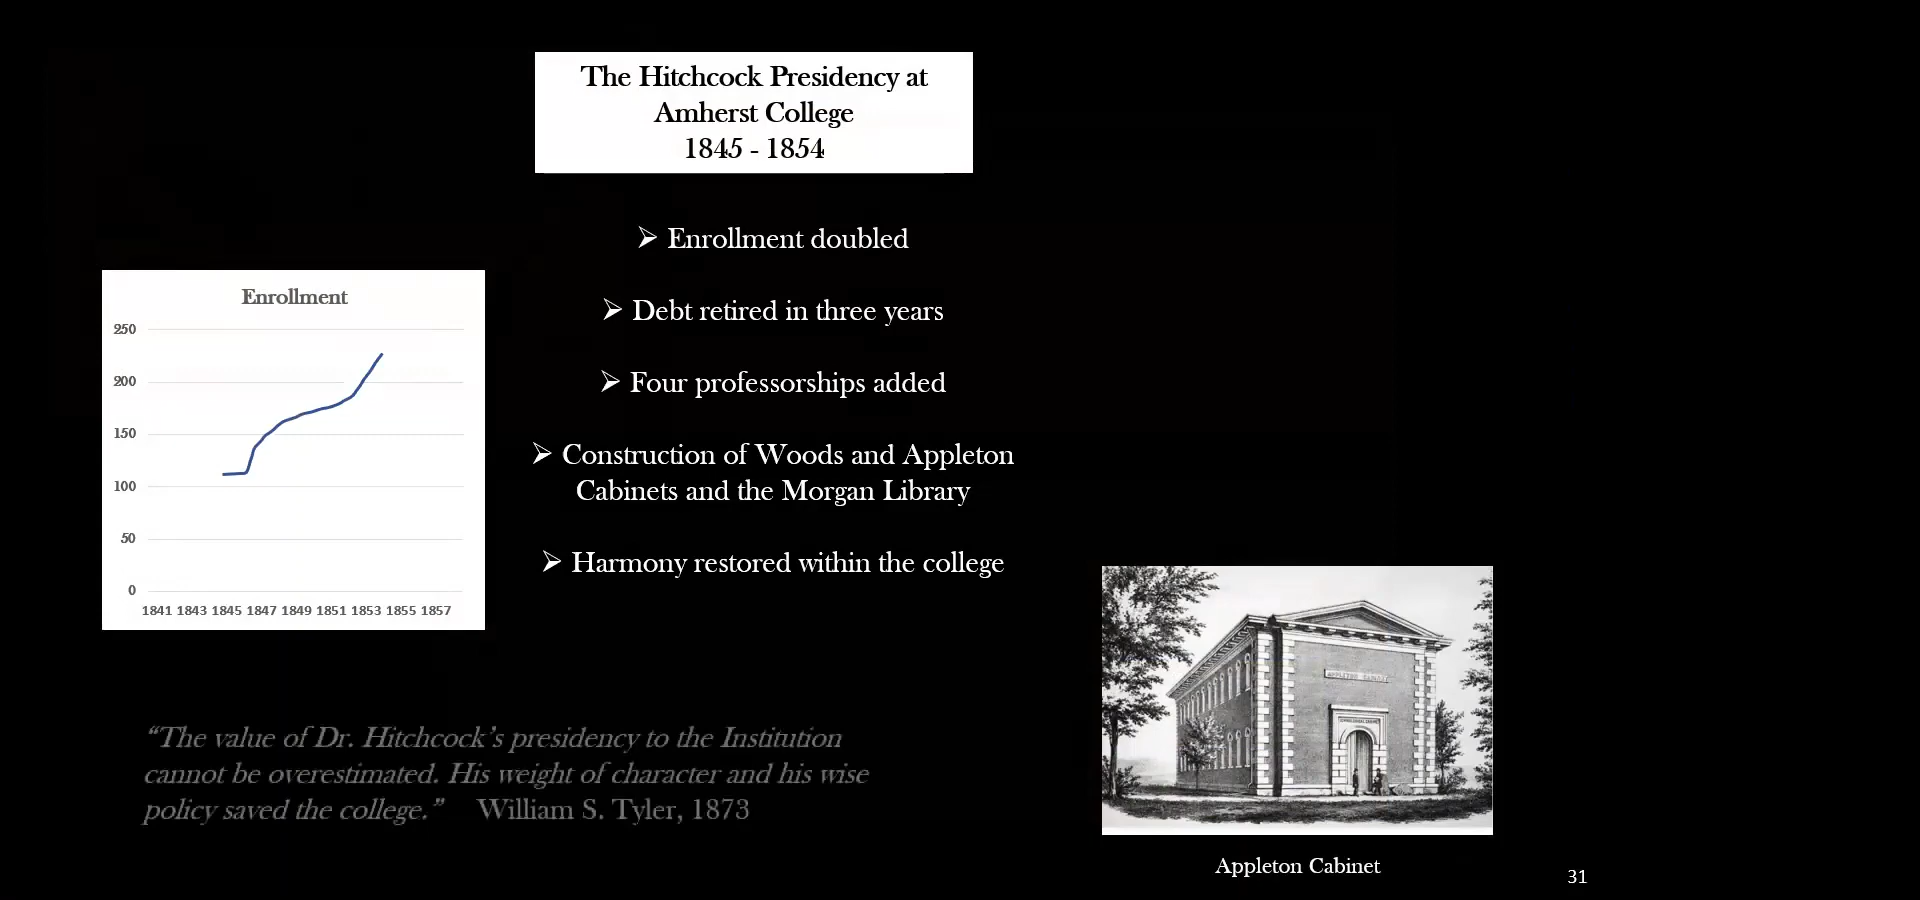 The Hitchcock Presidency at
Amherst College
1845 - 1854
➢ Enrollment doubled
➢ Debt retired in three years
➢ Four professorships added
➢ Construction of Woods and Appleton
Cabinets and the Morgan Library
➢ Harmony restored within the college
Enrollment
250
200
150
100
50
0
1841 1843 1845 1847 1849 1851 1853 1855 1857
“The value of Dr. Hitchcock’s presidency to the Institution
cannot be overestimated. His weight of character and his wise
policy saved the college.” William S. Tyler, 1873
APPLETON CABINET
Appleton Cabinet
31